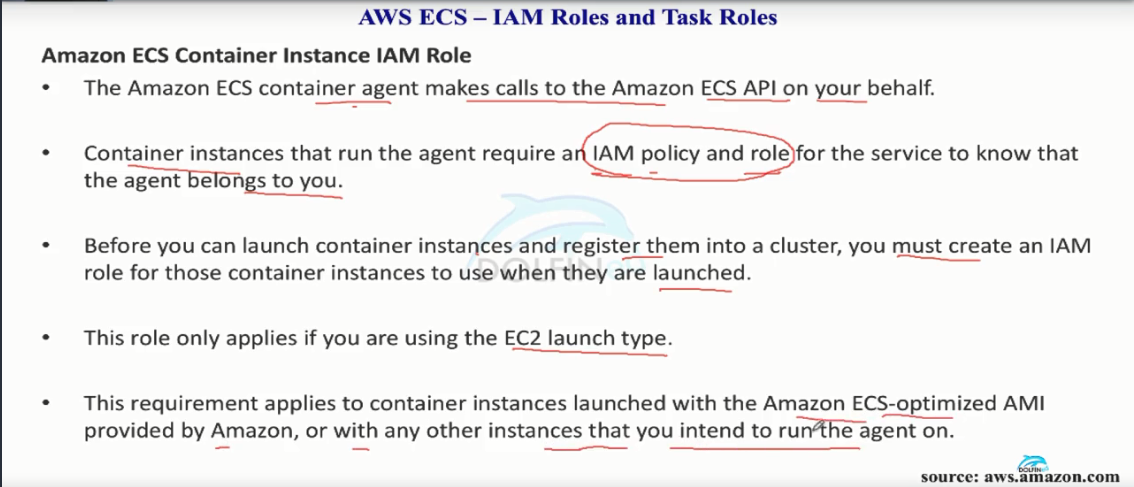 AWS ECS – IAM Roles and Task Roles
Amazon ECS Container Instance IAM Role
• The Amazon ECS container agent makes calls to the Amazon ECS API on your behalf.
• Container instances that run the agent require an IAM policy and role for the service to know that
the agent belongs to you.
• Before you can launch container instances and register them into a cluster, you must create an IAM
role for those container instances to use when they are launched.
DOLFIN
• This role only applies if you are using the EC2 launch type.
• This requirement applies to container instances launched with the Amazon ECS-optimized AMI
provided by Amazon, or with any other instances that you intend to run the agent on.
DOLFIN
source: aws.amazon.com